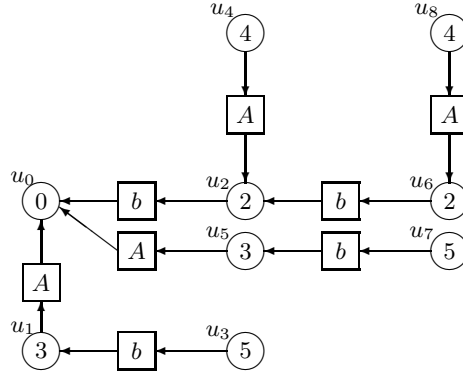 u₄ u₈
4 4
A A
u₀ u₂ u₆
0 b 2 b 2
u₅ u₇
A 3 b 5
A
u₁ u₃
3 b 5